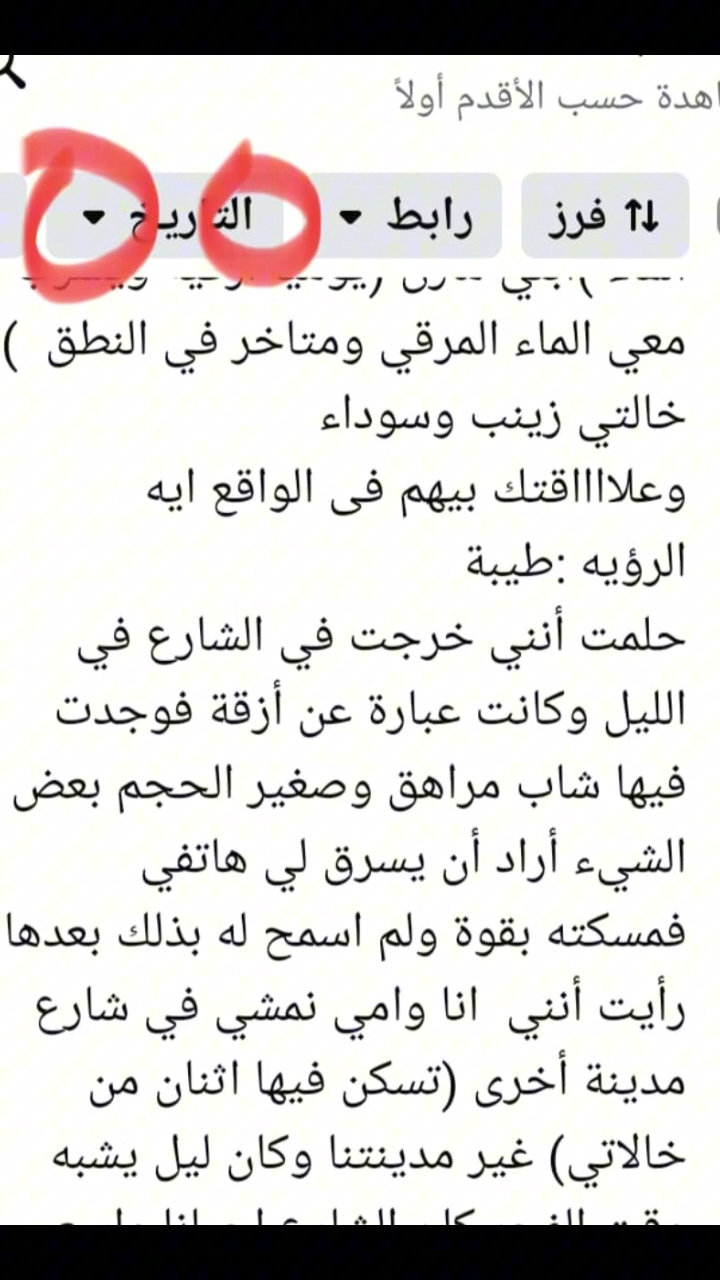 اهدة حسب الأقدم أولاً
فرز رابط التاريخ
معي الماء المرقي ومتاخر في النطق )
خالتي زينب وسوداء
وعلااااقتك بيهم فى الواقع ايه
الرؤيه :طيبة
حلمت أنني خرجت في الشارع في
الليل وكانت عبارة عن أزقة فوجدت
فيها شاب مراهق وصغير الحجم بعض
الشيء أراد أن يسرق لي هاتفي
فمسكته بقوة ولم اسمح له بذلك بعدها
رأيت أنني انا وامي نمشي في شارع
مدينة أخرى (تسكن فيها اثنان من
خالاتي) غير مدينتنا وكان ليل يشبه